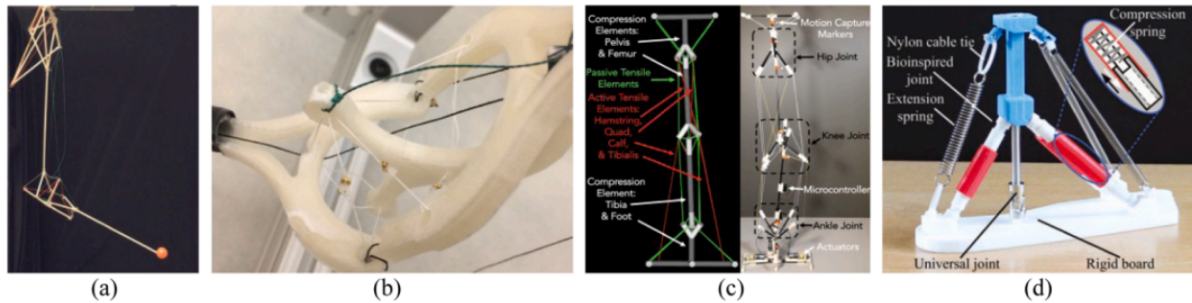 Compression
Elements:
Pelvis
& Femur
Passive Tensile
Elements
Active Tensile
Elements:
Hamstring,
Quad,
Calf,
& Tibialis
Compression
Element:
Tibia
& Foot
Motion Capture
Markers
Hip Joint
Knee Joint
Microcontroller
Ankle Joint
Actuators
Nylon cable tie
Bioinspired
joint
Extension
spring
Compression
spring
Universal joint
Rigid board
(a)
(b)
(c)
(d)